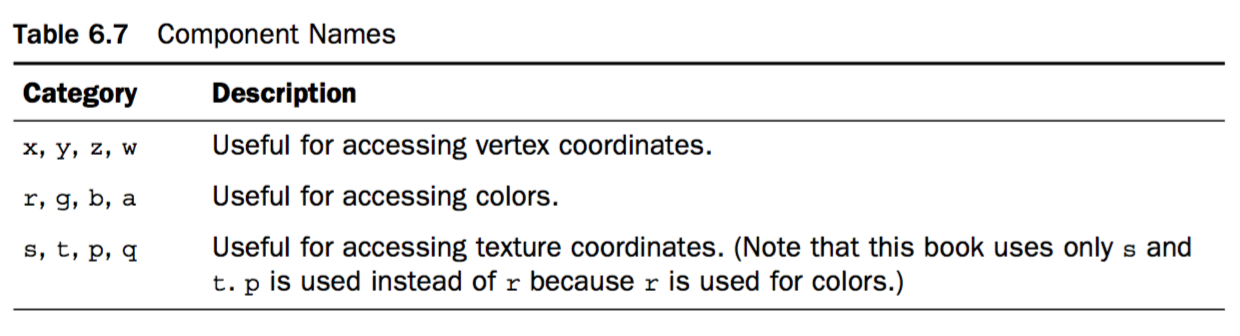 Table 6.7 Component Names
Category Description
x, y, z, w Useful for accessing vertex coordinates.
r, g, b, a Useful for accessing colors.
s, t, p, q Useful for accessing texture coordinates. (Note that this book uses only s and
t. p is used instead of r because r is used for colors.)